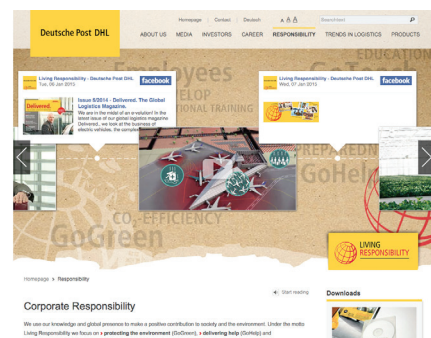 Homepage | Contact | Deutsch A A A
Deutsche Post DHL
ABOUT US MEDIA INVESTORS CAREER RESPONSIBILITY TRENDS IN LOGISTICS PRODUCTS
EDUCATION
Employees
Living Responsibility - Deutsche Post DHL
Tue, 06 Jan 2015
facebook
Issue 6/2014 - Delivered. The Global
Logistics Magazine.
We are in the midst of an e-volution! In the
latest issue of our global logistics magazine
Delivered., we look at the business of
electric vehicles, the
Delivered.
Living Responsibility - Deutsche Post DHL
Wed, 07 Jan 2015
facebook
TRAINING
GoHelp
CO₂-EFFICIENCY
GoGreen
LIVING
RESPONSIBILITY
Homepage > Responsibility
Start reading
Downloads
Corporate Responsibility
We use our knowledge and global presence to make a positive contribution to society and the environment. Under the motto
Living Responsibility we focus on protecting the environment (GoGreen), delivering help (GoHelp) and